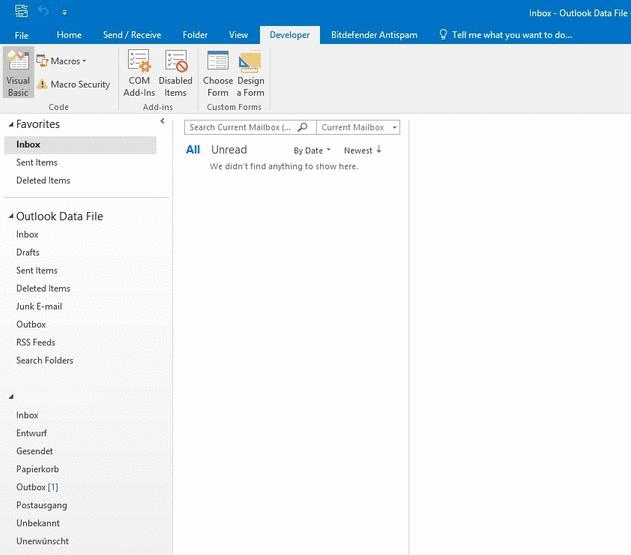 Inbox - Outlook Data File
File Home Send / Receive Folder View Developer Bitdefender Antispam Tell me what you want to do...
Visual Basic
Macros
Macro Security
Code
COM Add-Ins
Disabled Items
Add-ins
Choose Form
Design a Form
Custom Forms
Favorites
Inbox
Sent Items
Deleted Items
Outlook Data File
Inbox
Drafts
Sent Items
Deleted Items
Junk E-mail
Outbox
RSS Feeds
Search Folders
Inbox
Entwurf
Gesendet
Papierkorb
Outbox [1]
Postausgang
Unbekannt
Unerwünscht
Search Current Mailbox (... Current Mailbox
All Unread By Date Newest
We didn't find anything to show here.